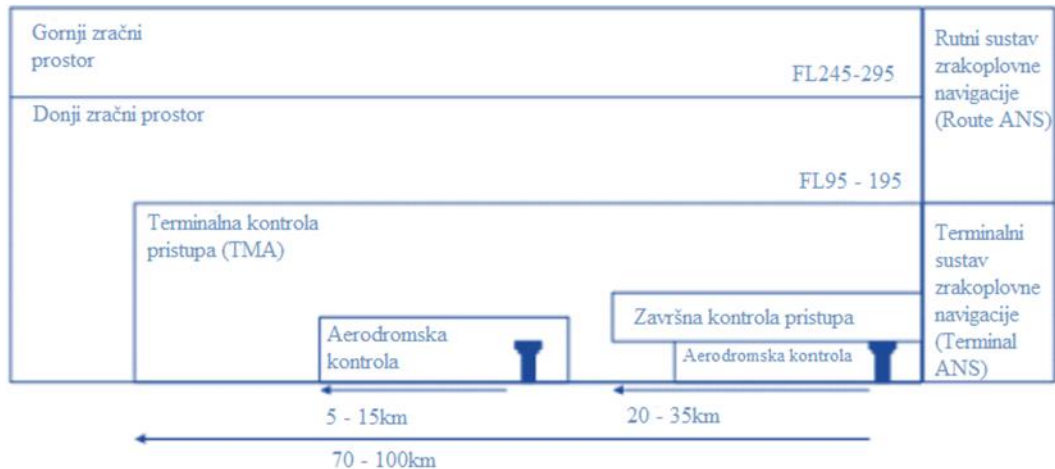 Gornji zračni
prostor
FL245-295
Rutni sustav
zrakoplovne
navigacije
(Route ANS)
Donji zračni prostor
FL95 - 195
Terminalna kontrola
pristupa (TMA)
Terminalni
sustav
zrakoplovne
navigacije
(Terminal
ANS)
Završna kontrola pristupa
Aerodromska
kontrola
Aerodromska kontrola
5 - 15km
20 - 35km
70 - 100km